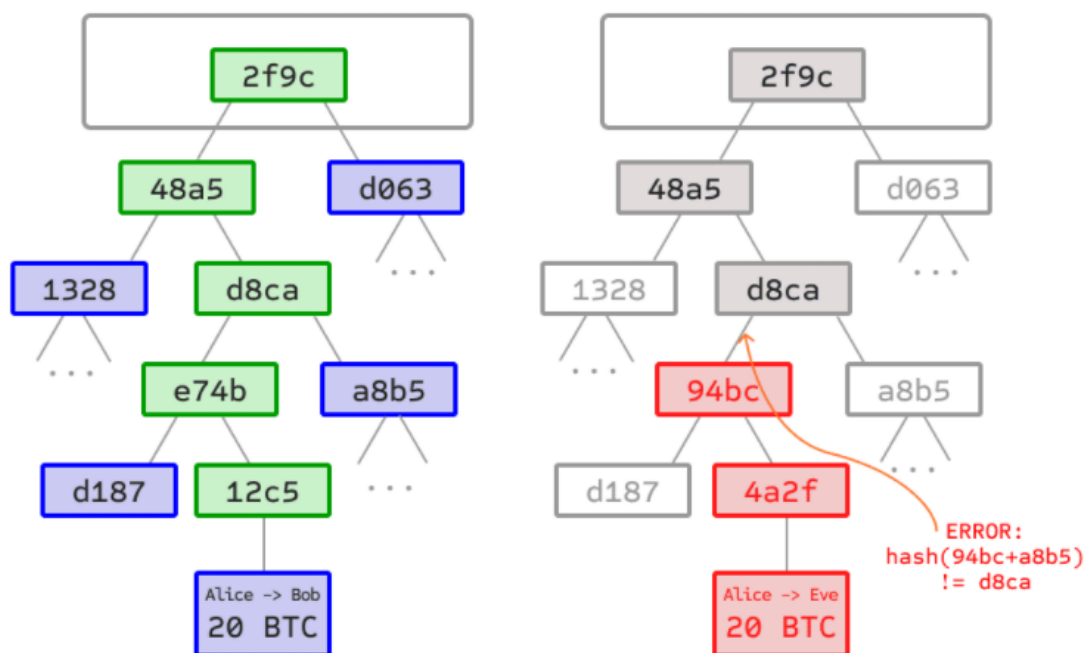 2f9c
48a5
d063
1328
d8ca
...
...
e74b
a8b5
d187
12c5
...
Alice -> Bob
20 BTC
2f9c
48a5
d063
1328
d8ca
...
...
94bc
a8b5
d187
4a2f
...
ERROR:
hash(94bc+a8b5)
!= d8ca
Alice -> Eve
20 BTC